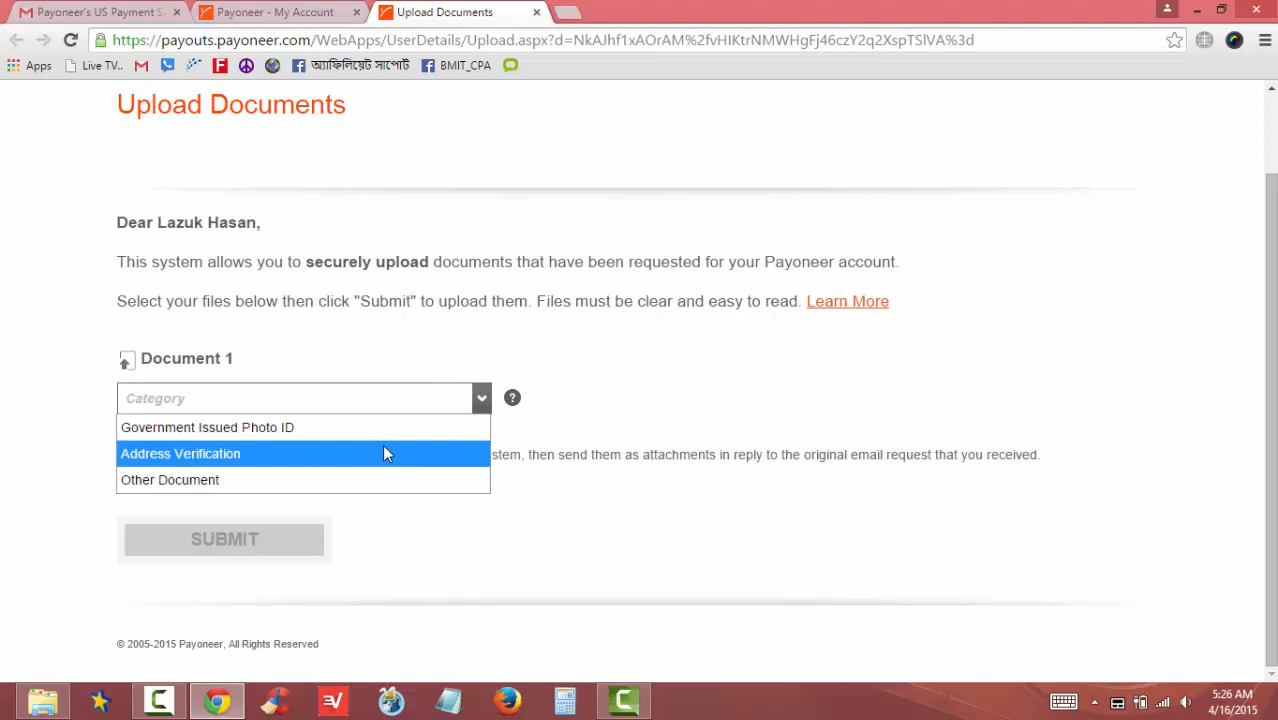 Payoneer's US Payment S
Payoneer - My Account
Upload Documents
https://payouts.payoneer.com/WebApps/UserDetails/Upload.aspx?d=NkAJhf1xAOrAM%2fvHIKtrNMWHgFj46czY2q2XspTSlVA%3d
Apps
Live TV..
অ্যাফিলিয়েট সাপোর্ট
BMIT_CPA
Upload Documents
Dear Lazuk Hasan,
This system allows you to securely upload documents that have been requested for your Payoneer account.
Select your files below then click "Submit" to upload them. Files must be clear and easy to read. Learn More
Document 1
Category
?
Government Issued Photo ID
Address Verification
stem, then send them as attachments in reply to the original email request that you received.
Other Document
SUBMIT
© 2005-2015 Payoneer, All Rights Reserved
5:26 AM
4/16/2015